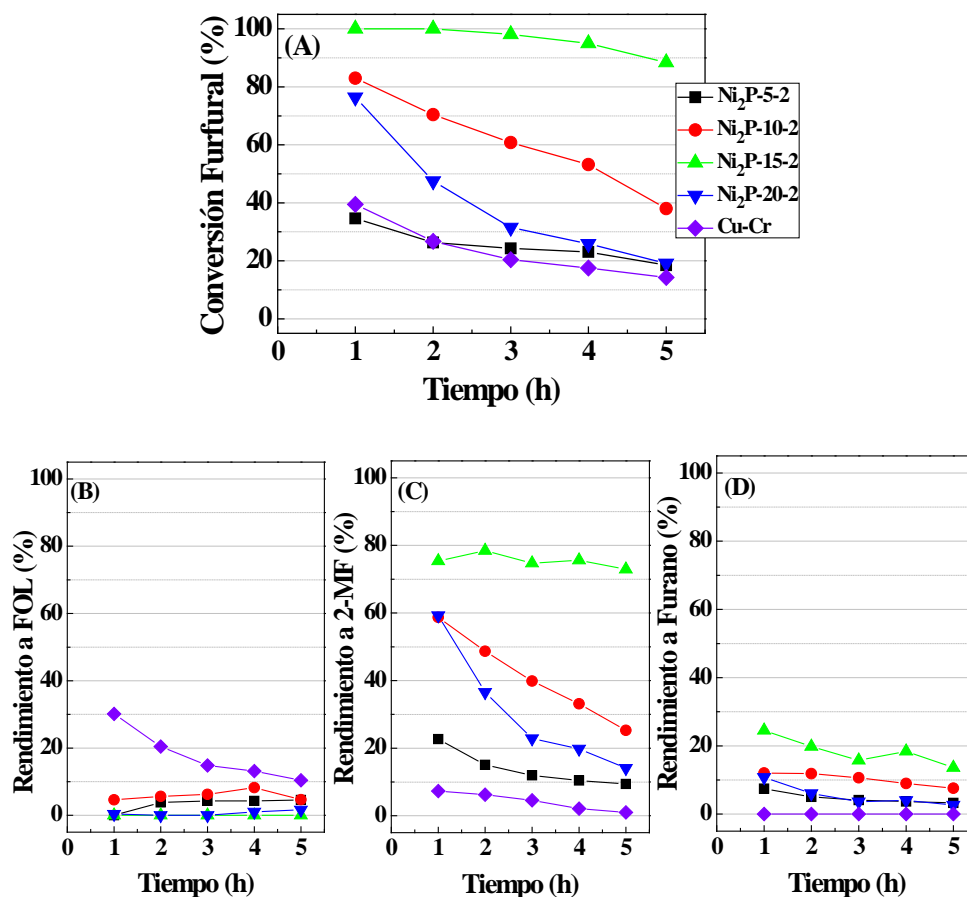 (A)
Conversión Furfural (%)
100
80
60
40
20
0
0 1 2 3 4 5
Tiempo (h)
Ni2P-5-2
Ni2P-10-2
Ni2P-15-2
Ni2P-20-2
Cu-Cr
(B)
Rendimiento a FOL (%)
100
80
60
40
20
0
0 1 2 3 4 5
Tiempo (h)
(C)
Rendimiento a 2-MF (%)
100
80
60
40
20
0
0 1 2 3 4 5
Tiempo (h)
(D)
Rendimiento a Furano (%)
100
80
60
40
20
0
0 1 2 3 4 5
Tiempo (h)